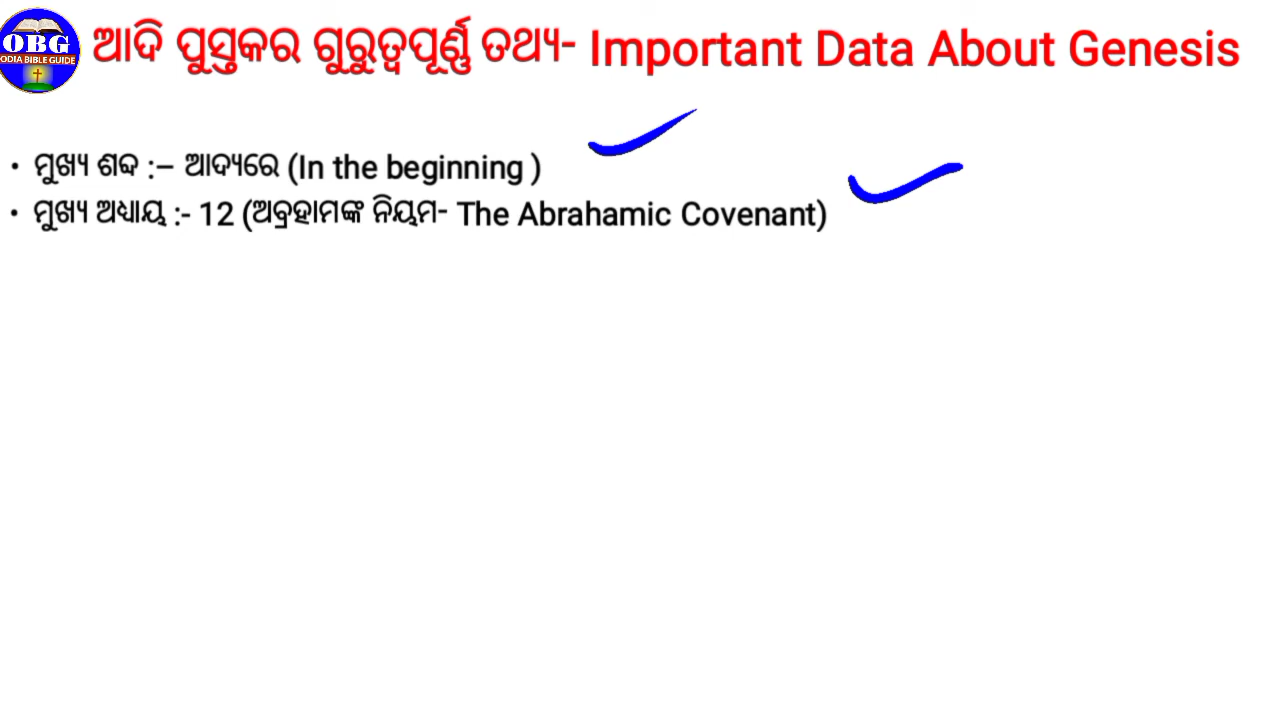 OBG
ODIA BIBLE GUIDE
ଆଦି ପୁସ୍ତକର ଗୁରୁତ୍ୱପୂର୍ଣ୍ଣ ତଥ୍ୟ- Important Data About Genesis
• ମୁଖ୍ୟ ଶବ୍ଦ :– ଆଦ୍ୟରେ (In the beginning )
• ମୁଖ୍ୟ ଅଧ୍ୟାୟ :- 12 (ଅବ୍ରହାମଙ୍କ ନିୟମ- The Abrahamic Covenant)